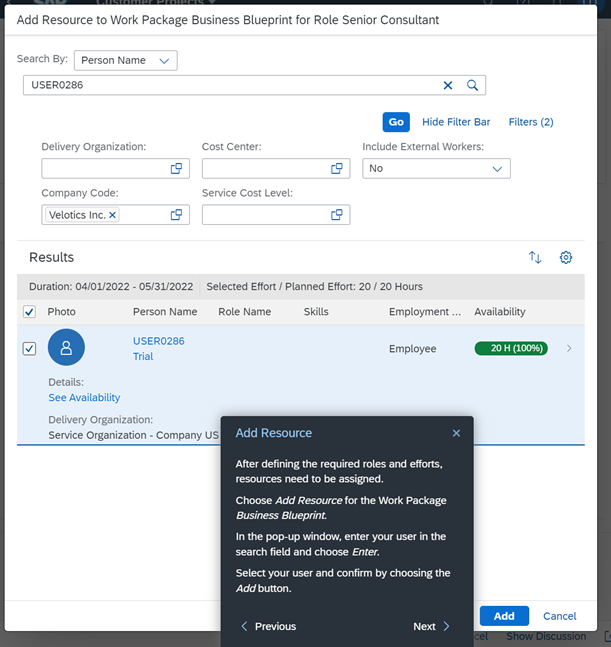 Customer Projects
Add Resource to Work Package Business Blueprint for Role Senior Consultant
Search By:
Person Name
USER0286
Go
Hide Filter Bar
Filters (2)
Delivery Organization:
Cost Center:
Include External Workers:
No
Company Code:
Service Cost Level:
Velotics Inc.
Results
Duration: 04/01/2022 - 05/31/2022
Selected Effort / Planned Effort: 20 / 20 Hours
Photo
Person Name
Role Name
Skills
Employment ...
Availability
USER0286
Trial
Employee
20 H (100%)
Details:
See Availability
Delivery Organization:
Service Organization - Company US
Add Resource
After defining the required roles and efforts,
resources need to be assigned.
Choose Add Resource for the Work Package
Business Blueprint.
In the pop-up window, enter your user in the
search field and choose Enter.
Select your user and confirm by choosing the
Add button.
Previous
Next
Add
Cancel
cel
Show Discussion